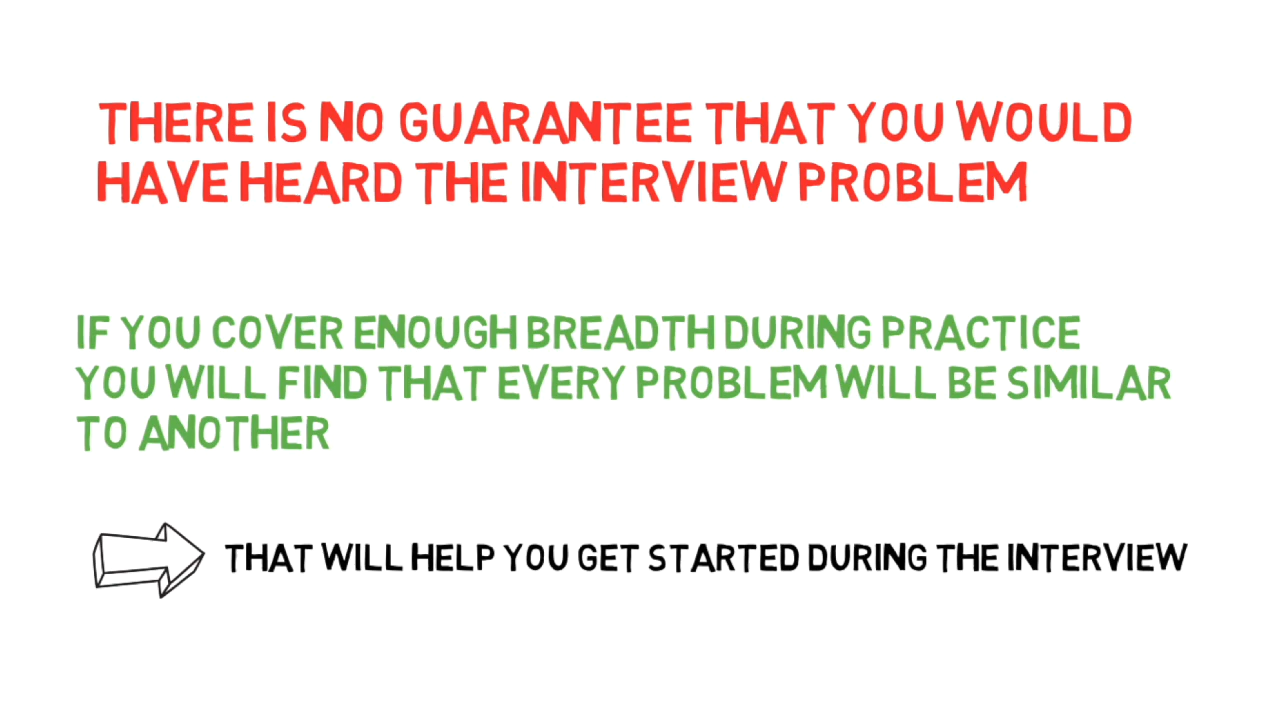 THERE IS NO GUARANTEE THAT YOU WOULD
HAVE HEARD THE INTERVIEW PROBLEM
IF YOU COVER ENOUGH BREADTH DURING PRACTICE
YOU WILL FIND THAT EVERY PROBLEM WILL BE SIMILAR
TO ANOTHER
THAT WILL HELP YOU GET STARTED DURING THE INTERVIEW